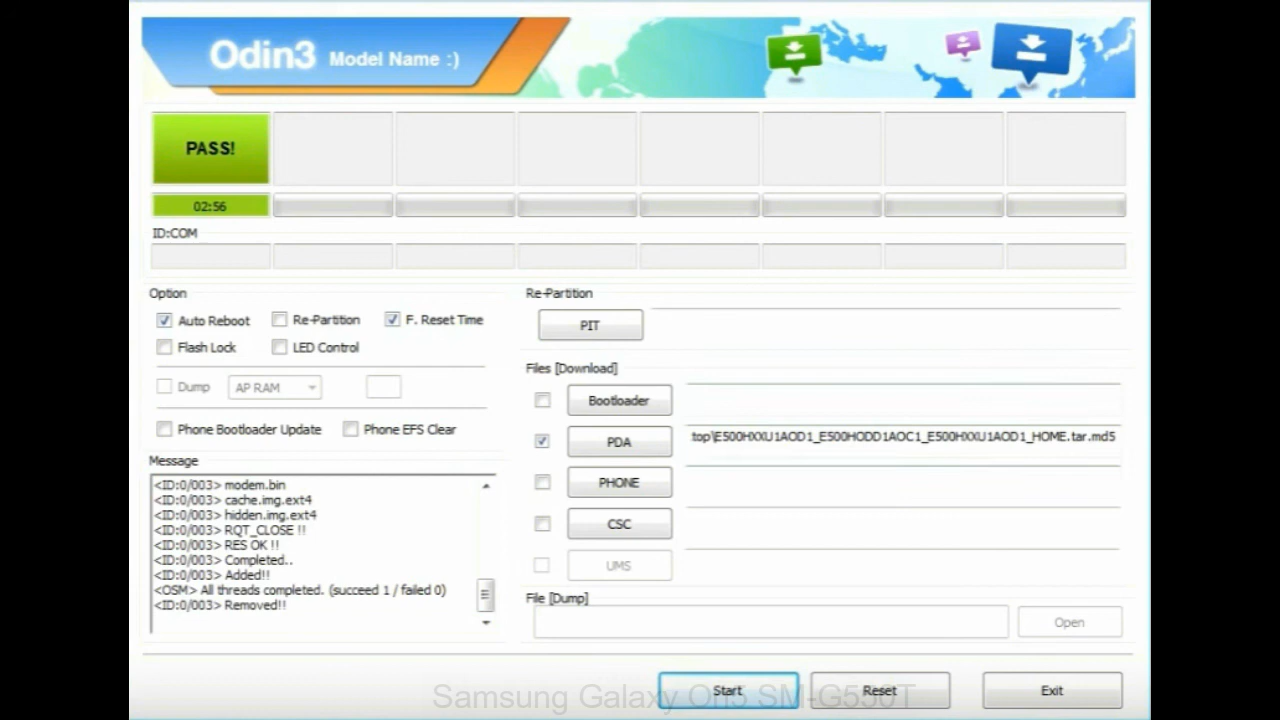 Odin3 Model Name :)
PASS!
02:56
ID:COM
Option
Auto Reboot
Re-Partition
F. Reset Time
Flash Lock
LED Control
Dump
AP RAM
Phone Bootloader Update
Phone EFS Clear
Message
<ID:0/003> modem.bin
<ID:0/003> cache.img.ext4
<ID:0/003> hidden.img.ext4
<ID:0/003> RQT_CLOSE !!
<ID:0/003> RES OK !!
<ID:0/003> Completed..
<ID:0/003> Added!!
<OSM> All threads completed. (succeed 1 / failed 0)
<ID:0/003> Removed!!
Re-Partition
PIT
Files [Download]
Bootloader
PDA
top\E500HXXU1AOD1_E500HODD1AOC1_E500HXXU1AOD1_HOME.tar.md5
PHONE
CSC
UMS
File [Dump]
Open
Start
Reset
Exit
Samsung Galaxy On5 SM-G550T